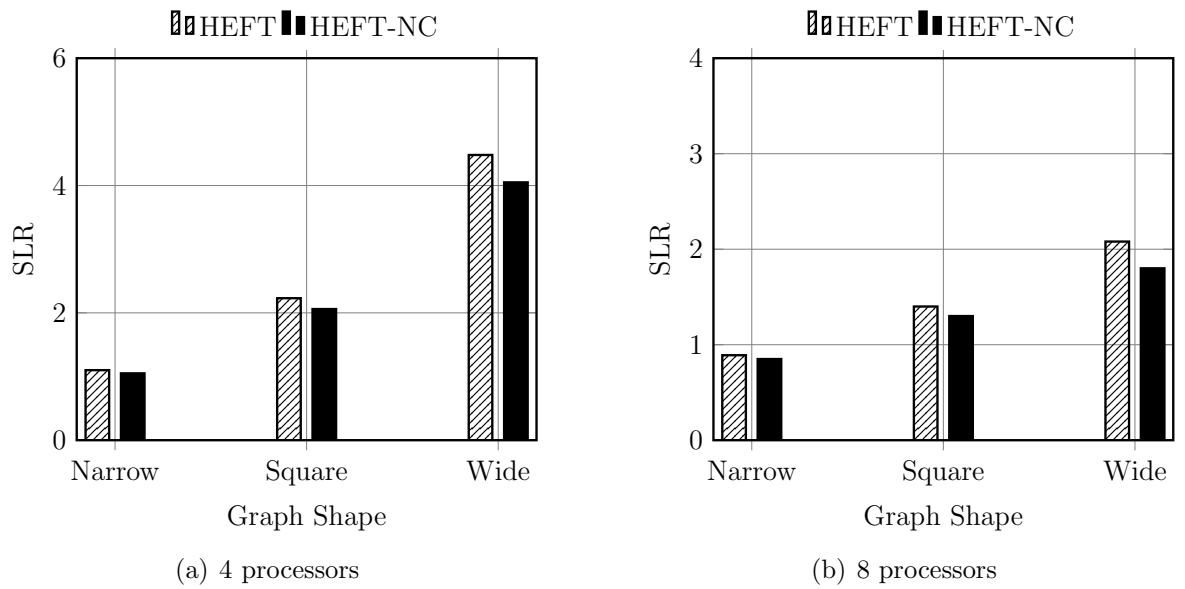 HEFT HEFT-NC
6
4
2
0
SLR
Narrow Square Wide
Graph Shape
(a) 4 processors
HEFT HEFT-NC
4
3
2
1
0
SLR
Narrow Square Wide
Graph Shape
(b) 8 processors